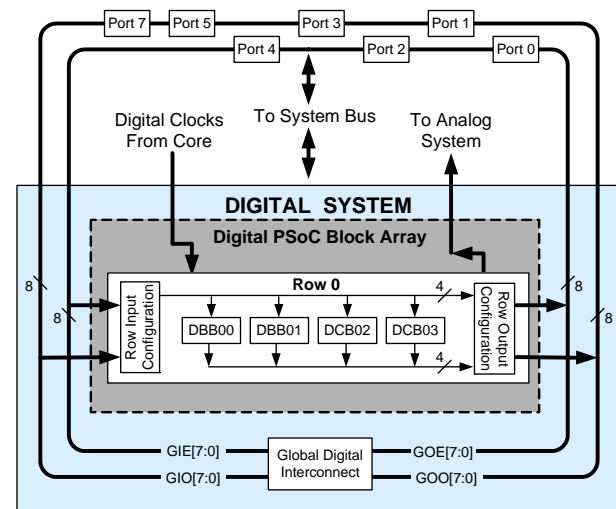 Port 7
Port 5
Port 3
Port 1
Port 4
Port 2
Port 0
Digital Clocks
From Core
To System Bus
To Analog
System
DIGITAL SYSTEM
Digital PSoC Block Array
Row Input
Configuration
Row 0
4
DBB00
DBB01
DCB02
DCB03
4
Row Output
Configuration
8
8
8
8
GIE[7:0]
GIO[7:0]
Global Digital
Interconnect
GOE[7:0]
GOO[7:0]